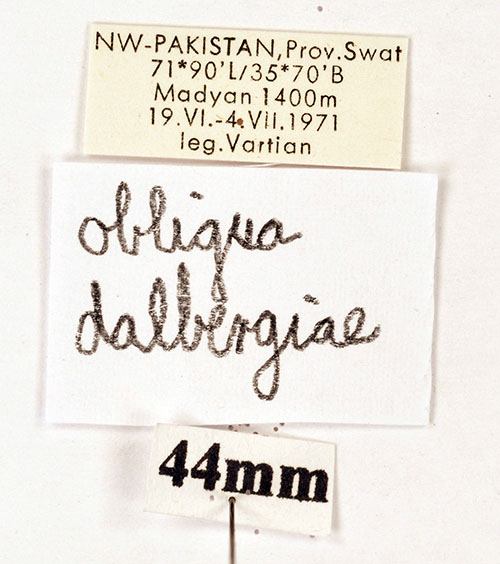 NW-PAKISTAN,Prov.Swat
71*90'L/35*70'B
Madyan 1400m
19.VI.-4.VII.1971
leg.Vartian
obliqua
dalbergiae
44mm